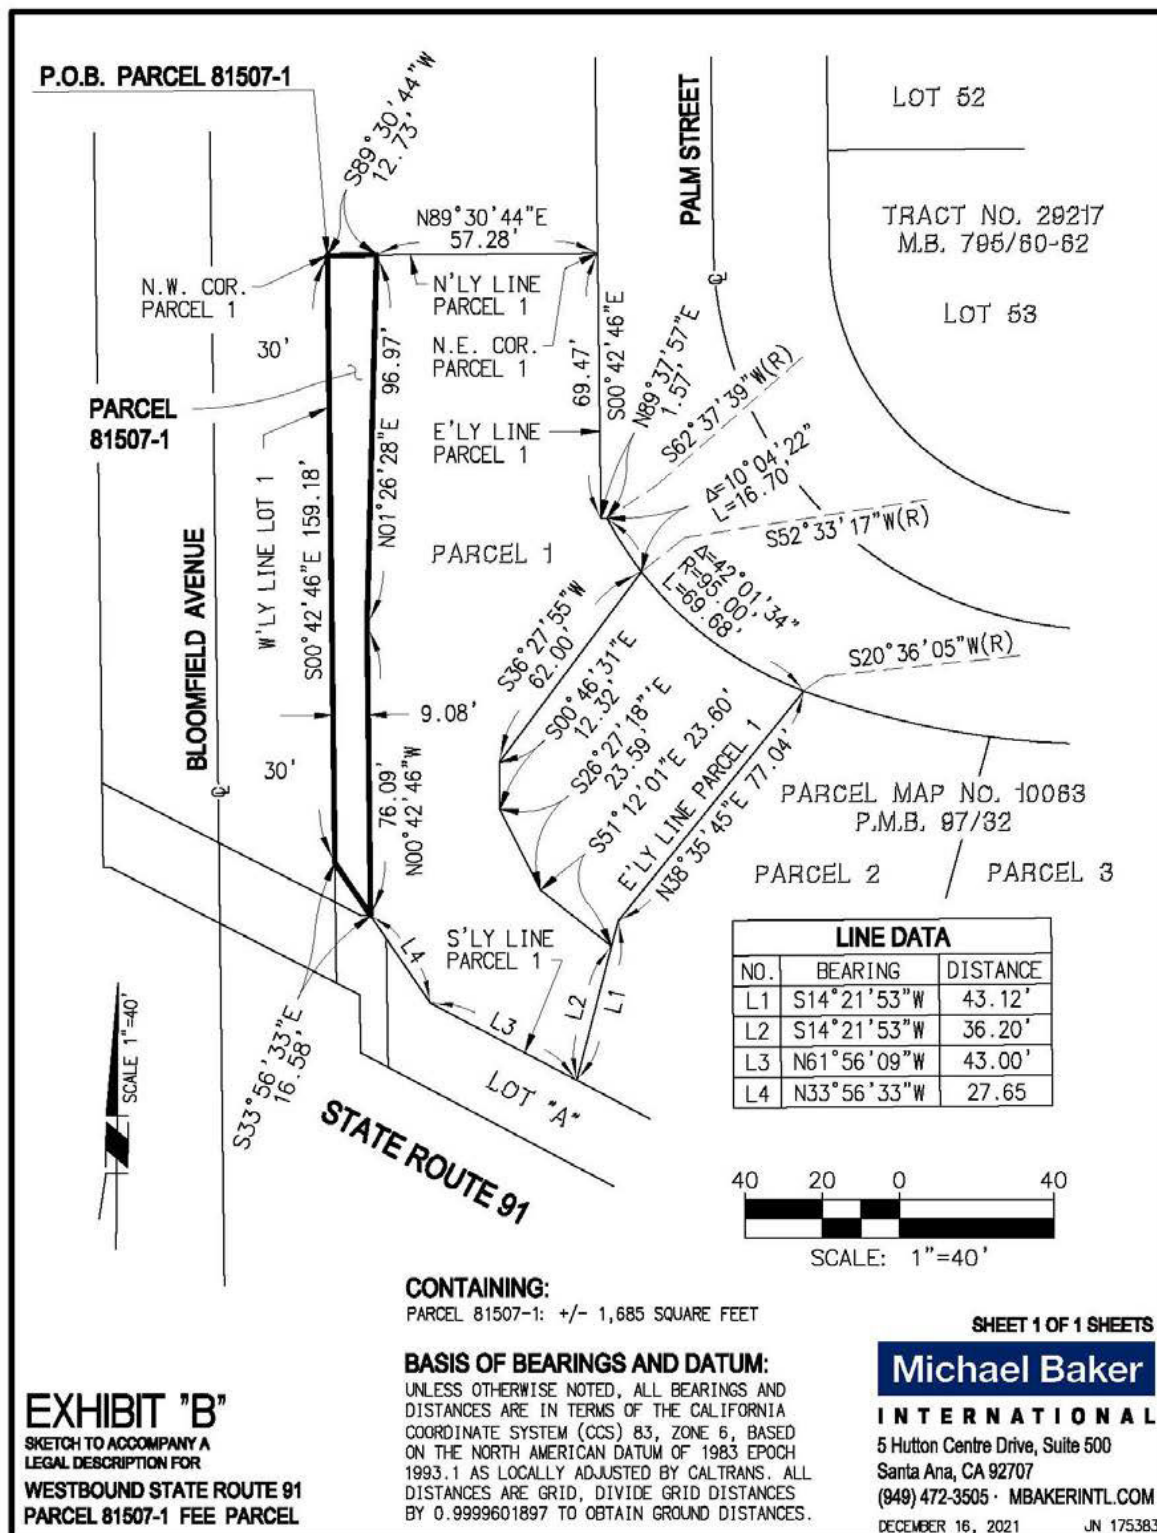 P.O.B. PARCEL 81507-1
S89°30'44"W
12.73'
N89°30'44"E
57.28'
N.W. COR.
PARCEL 1
N'LY LINE
PARCEL 1
N.E. COR.
PARCEL 1
E'LY LINE
PARCEL 1
30'
PARCEL
81507-1
W'LY LINE LOT 1
S00°42'46"E 159.18'
N01°26'28"E 96.97'
BLOOMFIELD AVENUE
℄
30'
9.08'
76.09'
N00°42'46"W
S33°56'33"E
16.58'
PARCEL 1
69.47'
S00°42'46"E
PALM STREET
℄
LOT 52
TRACT NO. 29217
M.B. 795/60-62
LOT 53
N89°37'57"E
1.57'
S62°37'39"W(R)
Δ=10°04'22"
L=16.70'
S52°33'17"W(R)
Δ=42°01'34"
R=95.00'
L=69.68'
S20°36'05"W(R)
S36°27'55"W
62.00'
S00°46'31"E
12.32'
S26°27'18"'E
23.59'
S51°12'01"E 23.60'
E'LY LINE PARCEL 1
N38°35'45"E 77.04'
PARCEL MAP NO. 10083
P.M.B. 97/32
PARCEL 2
PARCEL 3
S'LY LINE
PARCEL 1
L4
L3
L2
L1
LOT "A"
STATE ROUTE 91
SCALE 1"=40'
LINE DATA
NO. BEARING DISTANCE
L1 S14°21'53"W 43.12'
L2 S14°21'53"W 36.20'
L3 N61°56'09"W 43.00'
L4 N33°56'33"W 27.65
40 20 0 40
SCALE: 1"=40'
CONTAINING:
PARCEL 81507-1: +/- 1,685 SQUARE FEET
BASIS OF BEARINGS AND DATUM:
UNLESS OTHERWISE NOTED, ALL BEARINGS AND
DISTANCES ARE IN TERMS OF THE CALIFORNIA
COORDINATE SYSTEM (CCS) 83, ZONE 6, BASED
ON THE NORTH AMERICAN DATUM OF 1983 EPOCH
1993.1 AS LOCALLY ADJUSTED BY CALTRANS. ALL
DISTANCES ARE GRID, DIVIDE GRID DISTANCES
BY 0.9999601897 TO OBTAIN GROUND DISTANCES.
EXHIBIT "B"
SKETCH TO ACCOMPANY A
LEGAL DESCRIPTION FOR
WESTBOUND STATE ROUTE 91
PARCEL 81507-1 FEE PARCEL
SHEET 1 OF 1 SHEETS
Michael Baker
INTERNATIONAL
5 Hutton Centre Drive, Suite 500
Santa Ana, CA 92707
(949) 472-3505 · MBAKERINTL.COM
DECEMBER 16, 2021 JN 175383